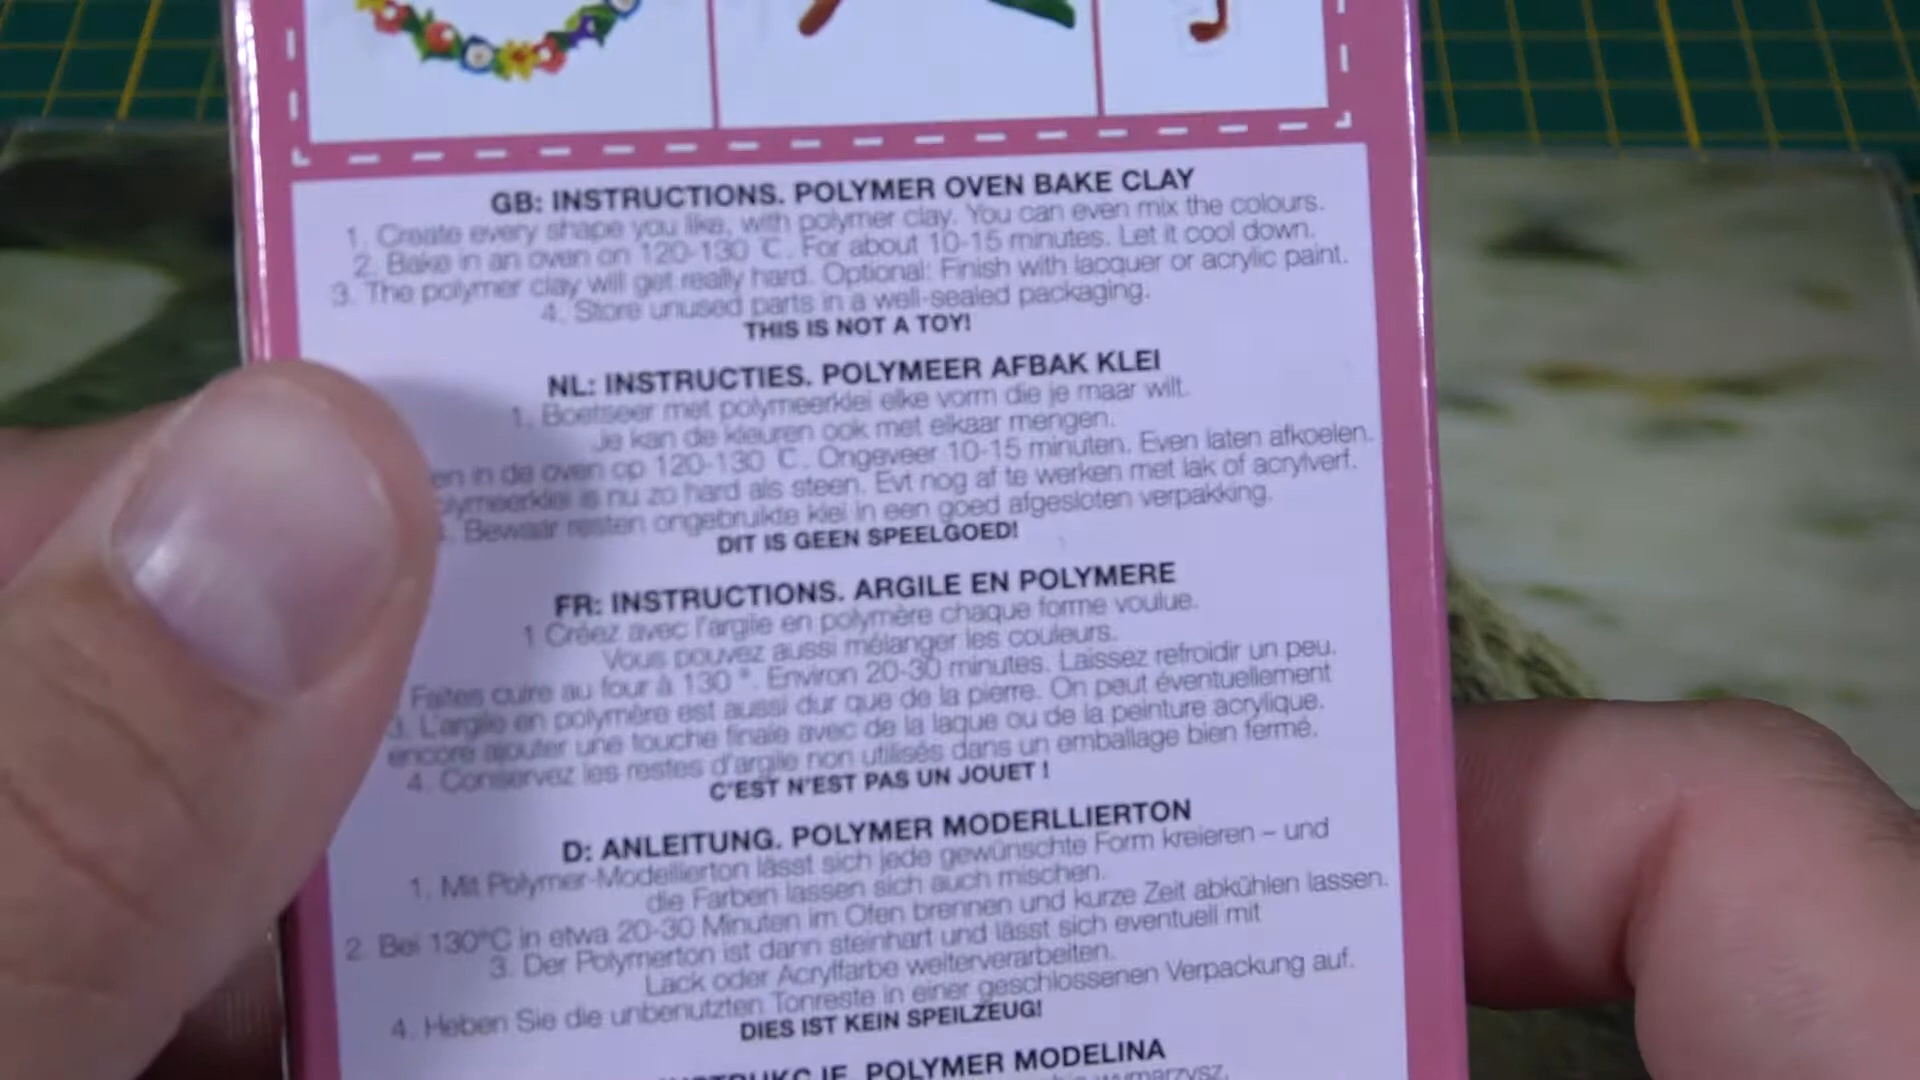 GB: INSTRUCTIONS. POLYMER OVEN BAKE CLAY
1. Create every shape you like, with polymer clay. You can even mix the colours.
2. Bake in an oven on 120-130 °C. For about 10-15 minutes. Let it cool down.
3. The polymer clay will get really hard. Optional: Finish with lacquer or acrylic paint.
4. Store unused parts in a well-sealed packaging.
THIS IS NOT A TOY!
NL: INSTRUCTIES. POLYMEER AFBAK KLEI
1. Boetseer met polymeerklei elke vorm die je maar wilt.
Je kan de kleuren ook met elkaar mengen.
en in de oven op 120-130 °C. Ongeveer 10-15 minuten. Even laten afkoelen.
olymeerklei is nu zo hard als steen. Evt nog af te werken met lak of acrylverf.
Bewaar resten ongebruikte klei in een goed afgesloten verpakking.
DIT IS GEEN SPEELGOED!
FR: INSTRUCTIONS. ARGILE EN POLYMERE
1 Créez avec l'argile en polymère chaque forme voulue.
Vous pouvez aussi mélanger les couleurs.
Faites cuire au four à 130 °. Environ 20-30 minutes. Laissez refroidir un peu.
3. L'argile en polymère est aussi dur que de la pierre. On peut éventuellement
encore ajouter une touche finale avec de la laque ou de la peinture acrylique.
4. Conservez les restes d'argile non utilisés dans un emballage bien fermé.
C'EST N'EST PAS UN JOUET !
D: ANLEITUNG. POLYMER MODERLLIERTON
1. Mit Polymer-Modellierton lässt sich jede gewünschte Form kreieren – und
die Farben lassen sich auch mischen.
2. Bei 130°C in etwa 20-30 Minuten im Ofen brennen und kurze Zeit abkühlen lassen.
3. Der Polymerton ist dann steinhart und lässt sich eventuell mit
Lack oder Acrylfarbe weiterverarbeiten.
4. Heben Sie die unbenutzten Tonreste in einer geschlossenen Verpackung auf.
DIES IST KEIN SPEILZEUG!
POLYMER MODELINA
wymarzysz.